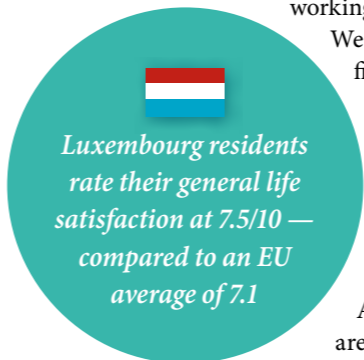 working
We
fi
Luxembourg residents
rate their general life
satisfaction at 7.5/10 —
compared to an EU
average of 7.1
A
are